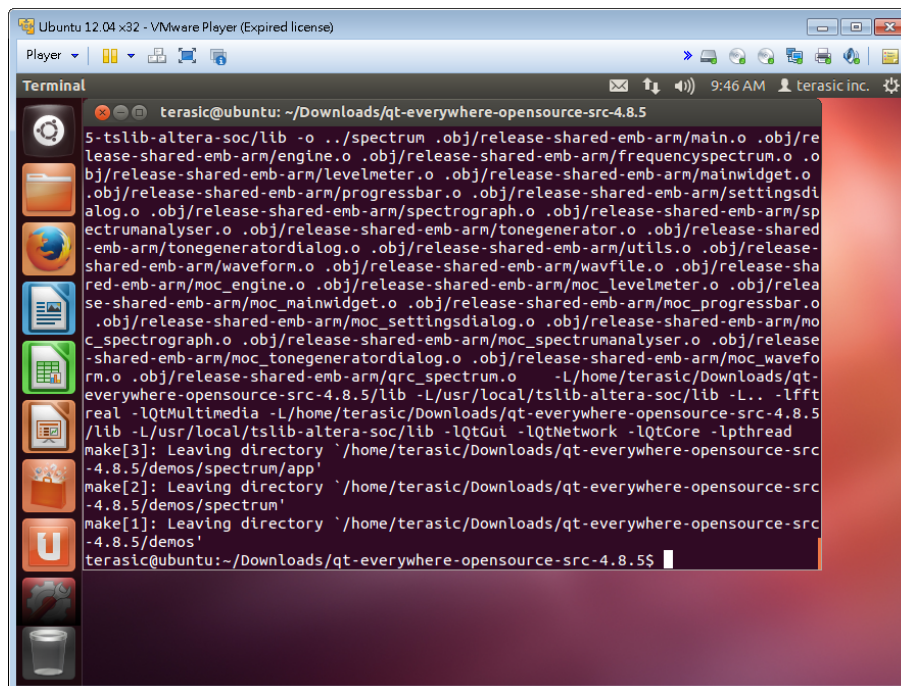 Ubuntu 12.04 x32 - VMware Player (Expired license)
Player
Terminal
9:46 AM
terasic inc.
terasic@ubuntu: ~/Downloads/qt-everywhere-opensource-src-4.8.5
5-tslib-altera-soc/lib -o ../spectrum .obj/release-shared-emb-arm/main.o .obj/re
lease-shared-emb-arm/engine.o .obj/release-shared-emb-arm/frequencyspectrum.o .o
bj/release-shared-emb-arm/levelmeter.o .obj/release-shared-emb-arm/mainwidget.o
.obj/release-shared-emb-arm/progressbar.o .obj/release-shared-emb-arm/settingsdi
alog.o .obj/release-shared-emb-arm/spectrograph.o .obj/release-shared-emb-arm/sp
ectrumanalyser.o .obj/release-shared-emb-arm/tonegenerator.o .obj/release-shared
-emb-arm/tonegeneratordialog.o .obj/release-shared-emb-arm/utils.o .obj/release-
shared-emb-arm/waveform.o .obj/release-shared-emb-arm/wavfile.o .obj/release-sha
red-emb-arm/moc_engine.o .obj/release-shared-emb-arm/moc_levelmeter.o .obj/relea
se-shared-emb-arm/moc_mainwidget.o .obj/release-shared-emb-arm/moc_progressbar.o
.obj/release-shared-emb-arm/moc_settingsdialog.o .obj/release-shared-emb-arm/mo
c_spectrograph.o .obj/release-shared-emb-arm/moc_spectrumanalyser.o .obj/release
-shared-emb-arm/moc_tonegeneratordialog.o .obj/release-shared-emb-arm/moc_wavefo
rm.o .obj/release-shared-emb-arm/qrc_spectrum.o    -L/home/terasic/Downloads/qt-
everywhere-opensource-src-4.8.5/lib -L/usr/local/tslib-altera-soc/lib -L.. -lfft
real -lQtMultimedia -L/home/terasic/Downloads/qt-everywhere-opensource-src-4.8.5
/lib -L/usr/local/tslib-altera-soc/lib -lQtGui -lQtNetwork -lQtCore -lpthread
make[3]: Leaving directory `/home/terasic/Downloads/qt-everywhere-opensource-src
-4.8.5/demos/spectrum/app'
make[2]: Leaving directory `/home/terasic/Downloads/qt-everywhere-opensource-src
-4.8.5/demos/spectrum'
make[1]: Leaving directory `/home/terasic/Downloads/qt-everywhere-opensource-src
-4.8.5/demos'
terasic@ubuntu:~/Downloads/qt-everywhere-opensource-src-4.8.5$